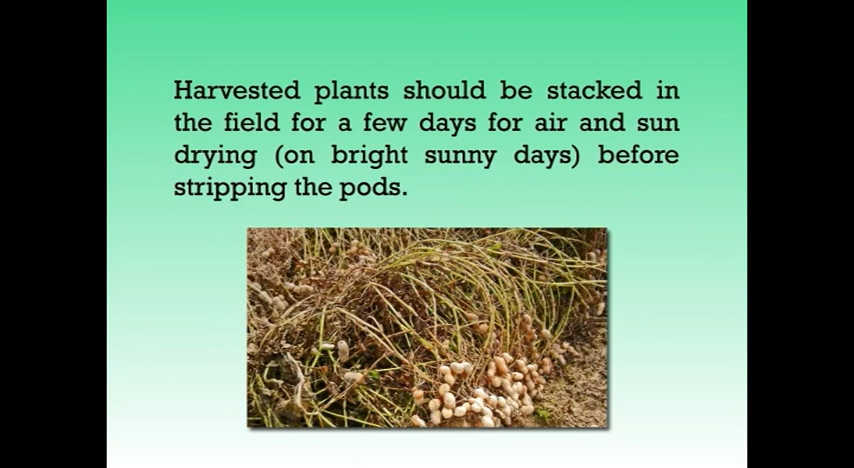 Harvested plants should be stacked in
the field for a few days for air and sun
drying (on bright sunny days) before
stripping the pods.